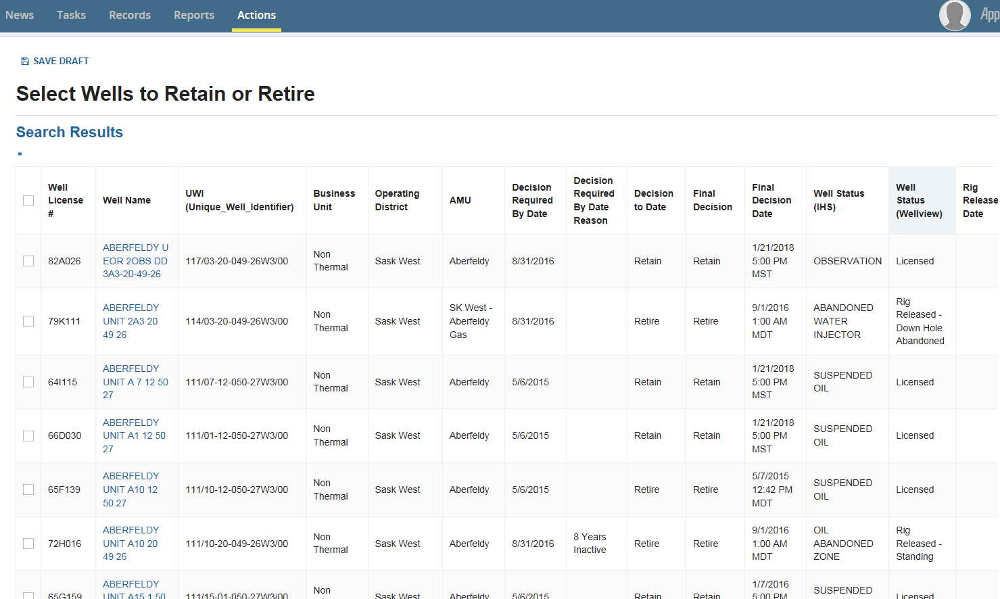 News Tasks Records Reports Actions App
SAVE DRAFT
Select Wells to Retain or Retire
Search Results
*
Well License # Well Name UWI (Unique_Well_Identifier) Business Unit Operating District AMU Decision Required By Date Decision Required By Date Reason Decision to Date Final Decision Final Decision Date Well Status (IHS) Well Status (Wellview) Rig Release Date
82A026 ABERFELDY U EOR 2OBS DD 3A3-20-49-26 117/03-20-049-26W3/00 Non Thermal Sask West Aberfeldy 8/31/2016 Retain Retain 1/21/2018 5:00 PM MST OBSERVATION Licensed
79K111 ABERFELDY UNIT 2A3 20 49 26 114/03-20-049-26W3/00 Non Thermal Sask West SK West - Aberfeldy Gas 8/31/2016 Retire Retire 9/1/2016 1:00 AM MDT ABANDONED WATER INJECTOR Rig Released - Down Hole Abandoned
64I115 ABERFELDY UNIT A 7 12 50 27 111/07-12-050-27W3/00 Non Thermal Sask West Aberfeldy 5/6/2015 Retain Retain 1/21/2018 5:00 PM MST SUSPENDED OIL Licensed
66D030 ABERFELDY UNIT A1 12 50 27 111/01-12-050-27W3/00 Non Thermal Sask West Aberfeldy 5/6/2015 Retain Retain 1/21/2018 5:00 PM MST SUSPENDED OIL Licensed
65F139 ABERFELDY UNIT A10 12 50 27 111/10-12-050-27W3/00 Non Thermal Sask West Aberfeldy 5/6/2015 Retire Retire 5/7/2015 12:42 PM MDT SUSPENDED OIL Licensed
72H016 ABERFELDY UNIT A10 20 49 26 111/10-20-049-26W3/00 Non Thermal Sask West Aberfeldy 8/31/2016 8 Years Inactive Retire Retire 9/1/2016 1:00 AM MDT OIL ABANDONED ZONE Rig Released - Standing
65G159 ABERFELDY UNIT A15 1 50 111/15-01-050-27W3/00 Non Sask West Aberfeldy 5/6/2015 Retain Retain 1/7/2016 5:00 PM SUSPENDED Licensed